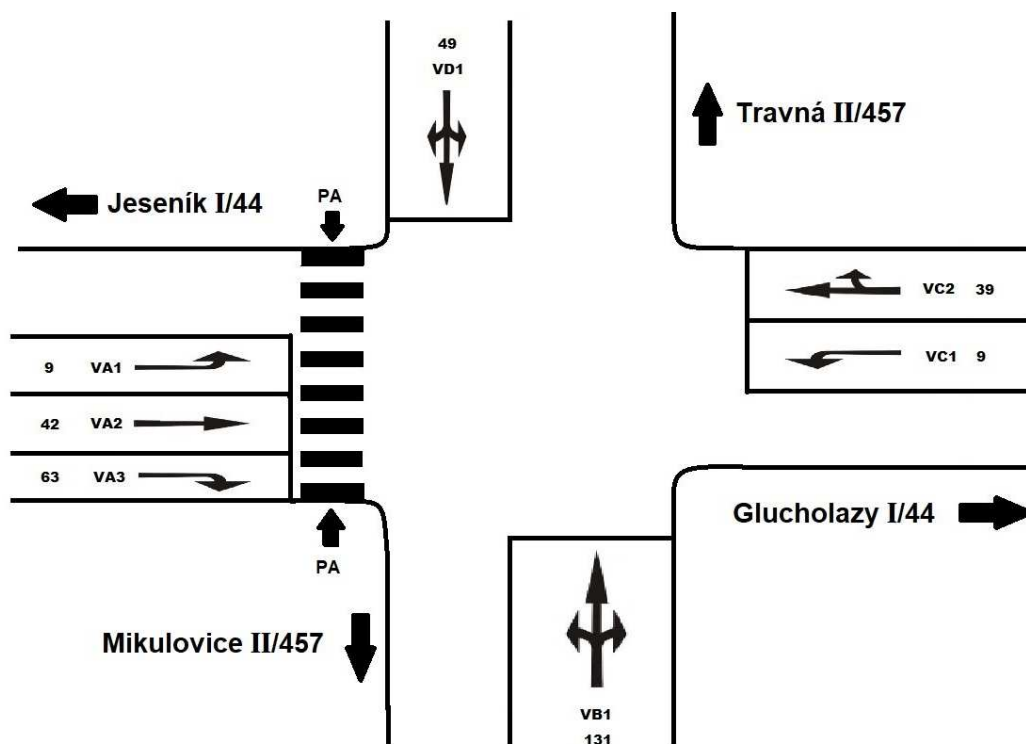 49
VD1
Travná II/457
Jeseník I/44
PA
VC2 39
9 VA1
VC1 9
42 VA2
63 VA3
Glucholazy I/44
PA
Mikulovice II/457
VB1
131